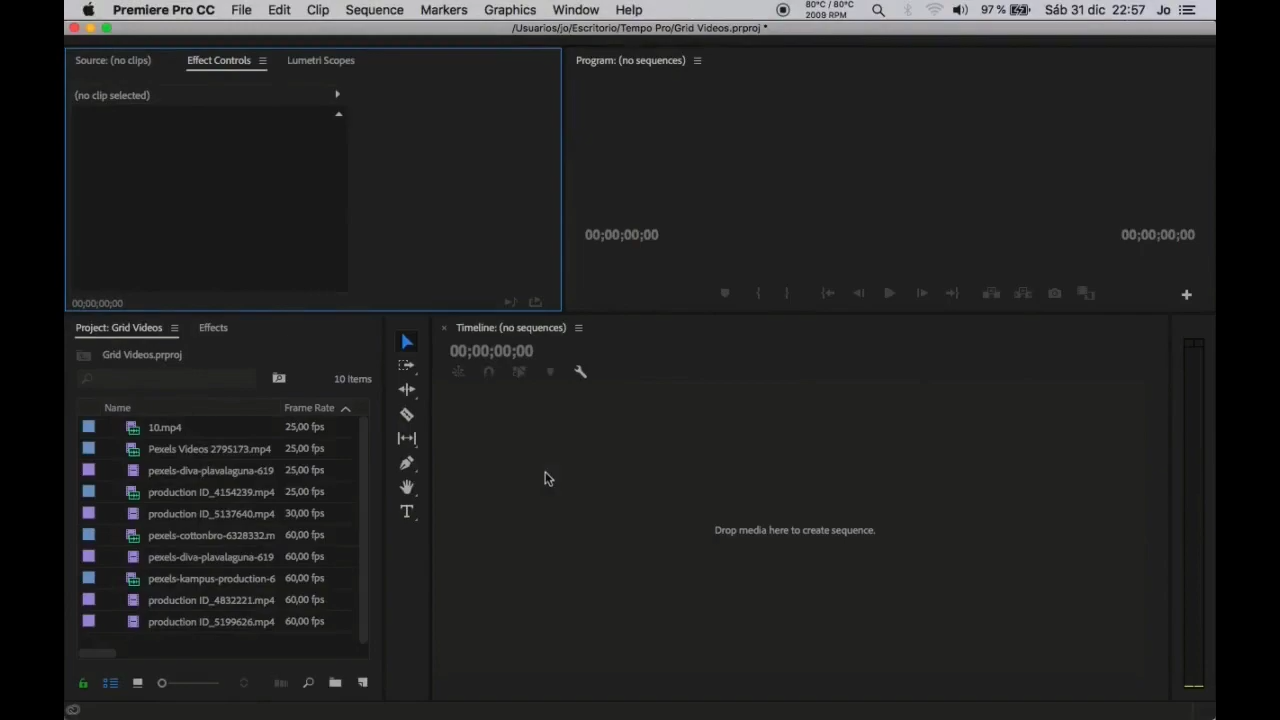 Premiere Pro CC File Edit Clip Sequence Markers Graphics Window Help 80°C / 80°C 2009 RPM 97 % Sáb 31 dic 22:57 Jo
/Usuarios/jo/Escritorio/Tempo Pro/Grid Videos.prproj *
Source: (no clips) Effect Controls Lumetri Scopes
(no clip selected)
00;00;00;00
Program: (no sequences)
00;00;00;00 00;00;00;00
Project: Grid Videos Effects
Grid Videos.prproj
10 Items
Name Frame Rate
10.mp4 25,00 fps
Pexels Videos 2795173.mp4 25,00 fps
pexels-diva-plavalaguna-619 25,00 fps
production ID_4154239.mp4 25,00 fps
production ID_5137640.mp4 30,00 fps
pexels-cottonbro-6328332.m 60,00 fps
pexels-diva-plavalaguna-619 60,00 fps
pexels-kampus-production-6 60,00 fps
production ID_4832221.mp4 60,00 fps
production ID_5199626.mp4 60,00 fps
Timeline: (no sequences)
00;00;00;00
Drop media here to create sequence.